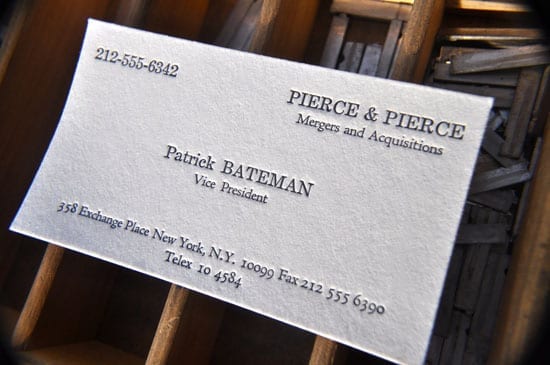 212-555-6342
PIERCE & PIERCE
Mergers and Acquisitions
Patrick BATEMAN
Vice President
358 Exchange Place New York, N.Y. 10099 Fax 212 555 6390
Telex 10 4584